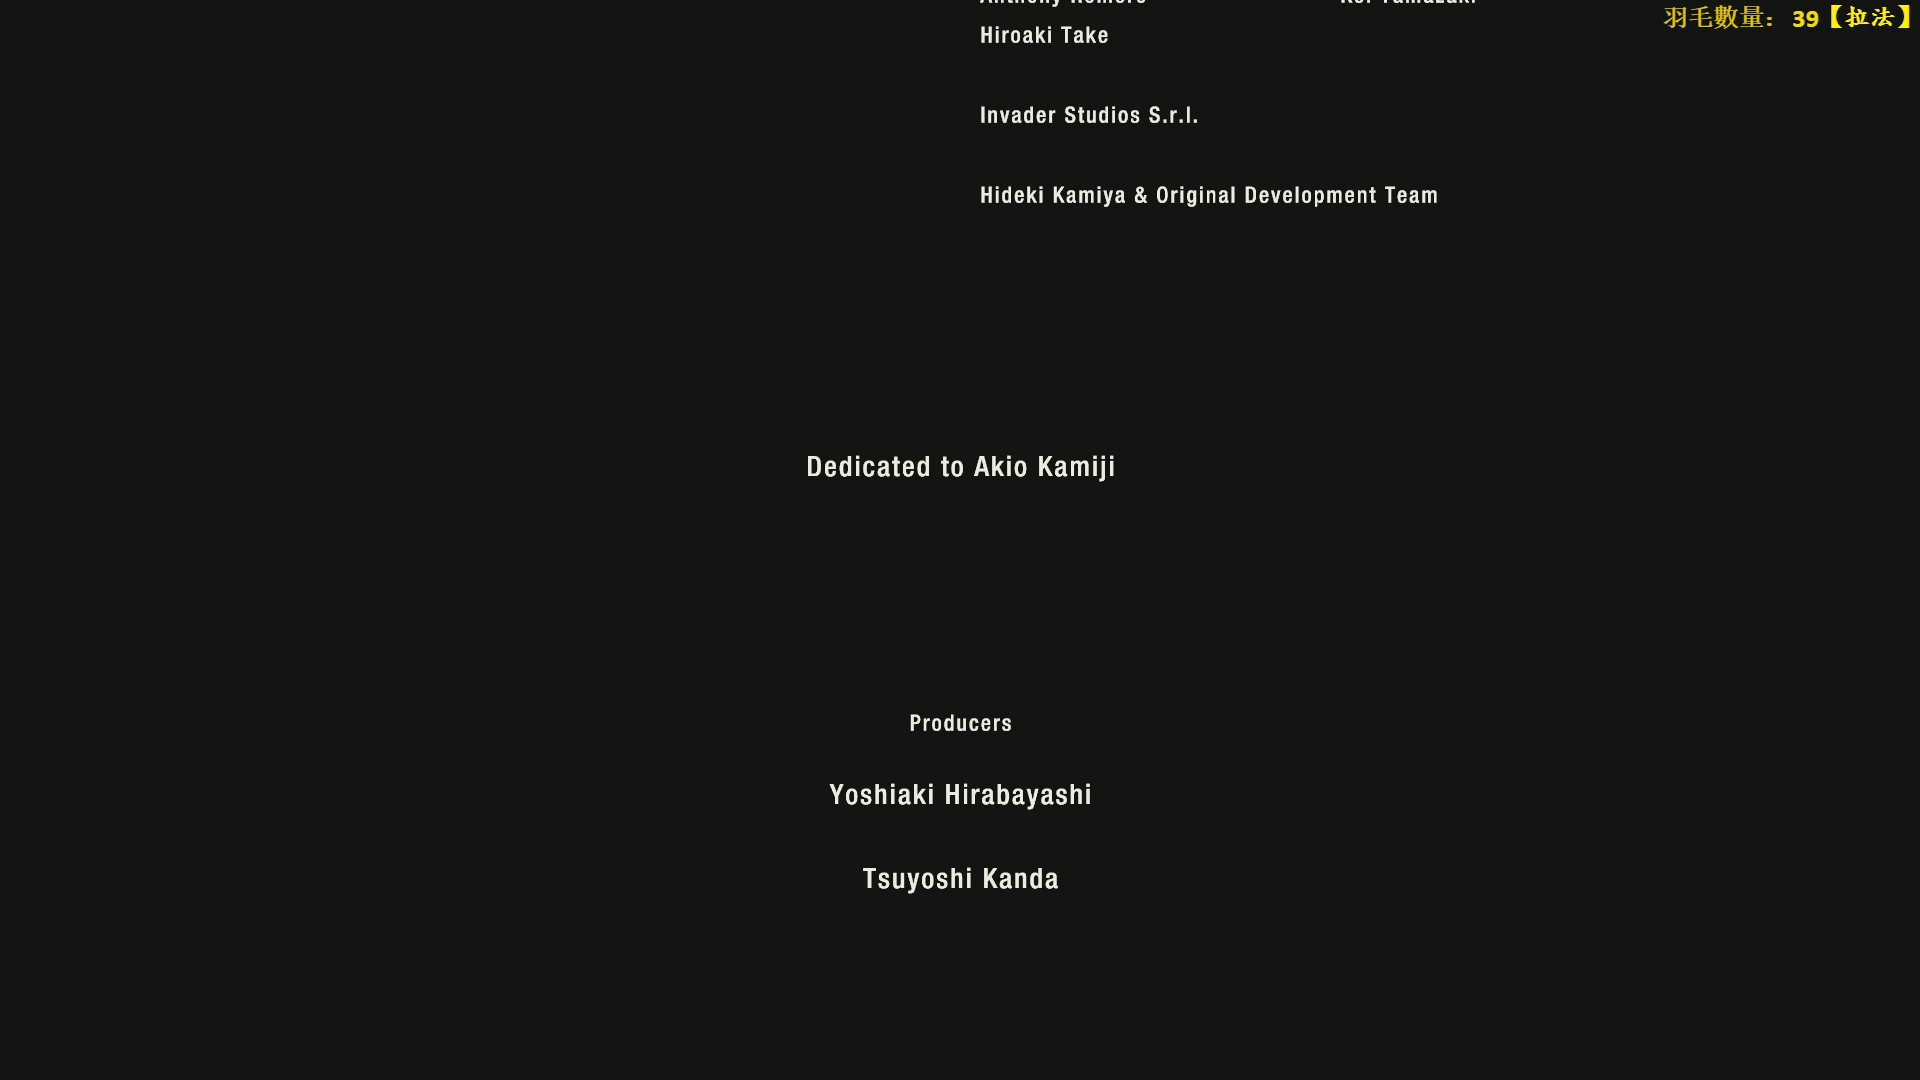 羽毛數量: 39【拉法】
Hiroaki Take
Invader Studios S.r.l.
Hideki Kamiya & Original Development Team
Dedicated to Akio Kamiji
Producers
Yoshiaki Hirabayashi
Tsuyoshi Kanda